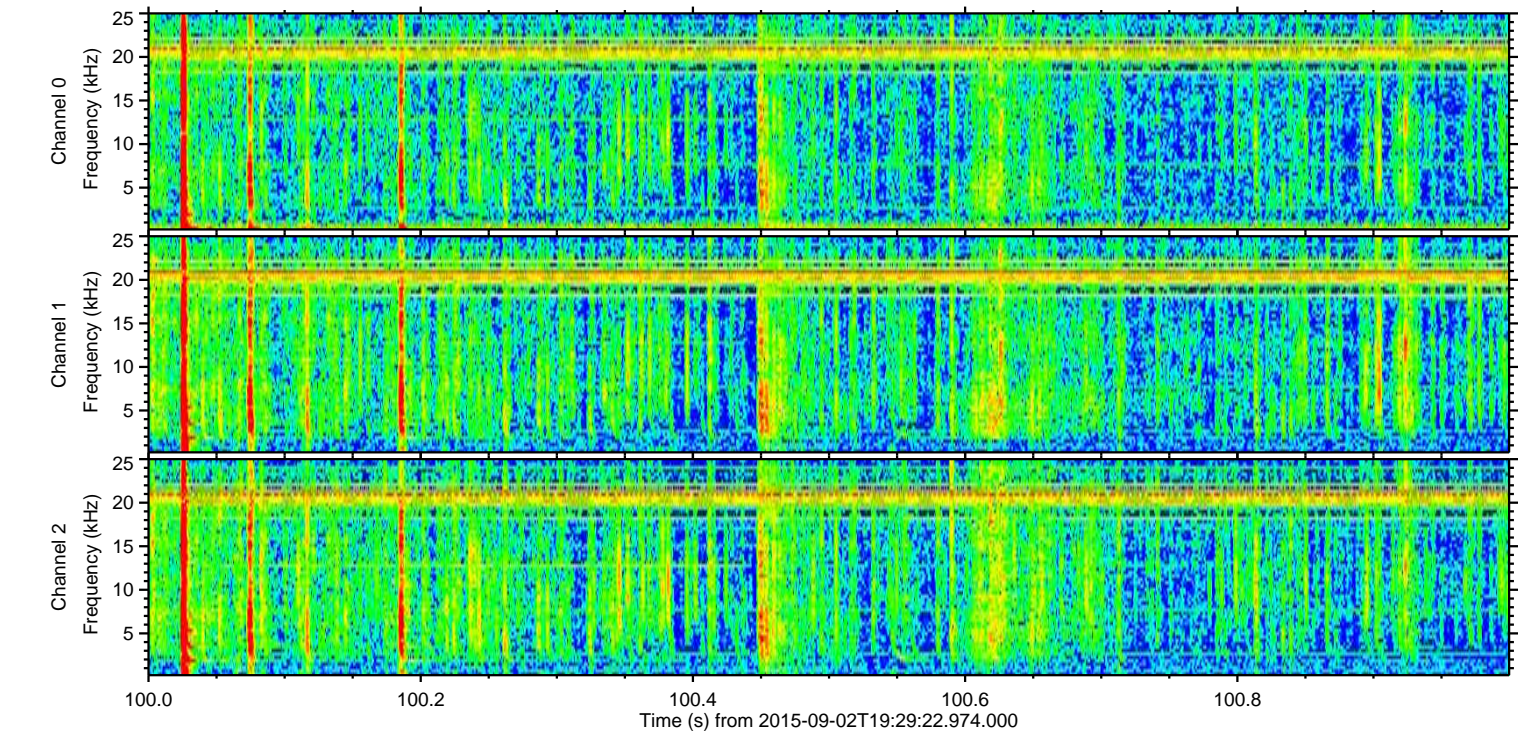 Channel 0
Frequency (kHz)
25
20
15
10
5
Channel 1
Frequency (kHz)
25
20
15
10
5
Channel 2
Frequency (kHz)
25
20
15
10
5
100.0 100.2 100.4 100.6 100.8
Time (s) from 2015-09-02T19:29:22.974.000